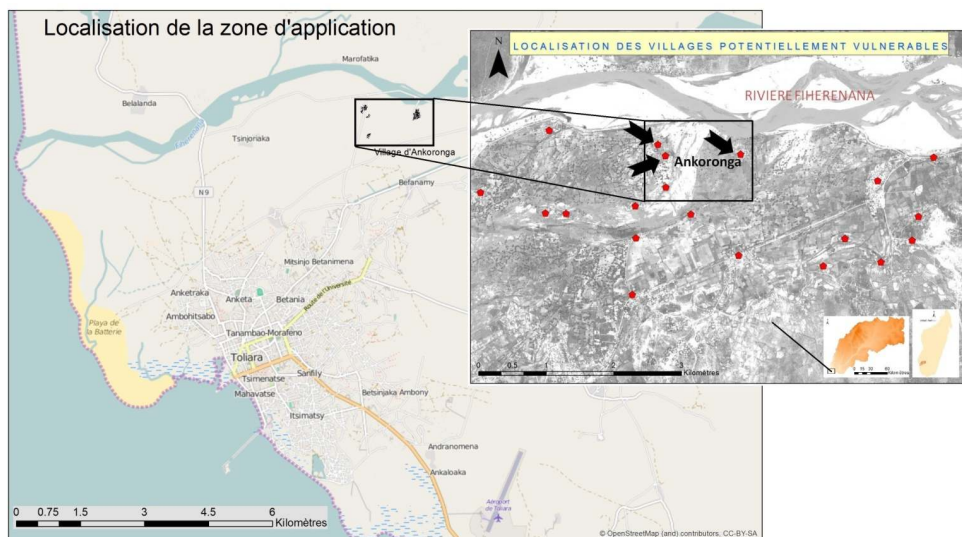 Localisation de la zone d'application
Marofatika
Belalanda
Tsinjoriaka
Village d'Ankoronga
N9
Befanamy
Mitsinjo Betanimena
Route de l'Université
Anketraka
Anketa
Betania
Ambohitsabo
Playa de
la Batterie
Tanambao-Morafeno
Toliara
Tsimenatse
Sanfily
Mahavatse
Betsinjaka Ambony
Itsimatsy
Andranomena
Ankaloaka
Aéroport
de Toliara
0 0.75 1.5 3 4.5 6
Kilomètres
© OpenStreetMap (and) contributors, CC-BY-SA
LOCALISATION DES VILLAGES POTENTIELLEMENT VULNERABLES
N
RIVIERE FIHERENANA
Ankoronga
0 0.5 1 2 3
Kilomètres